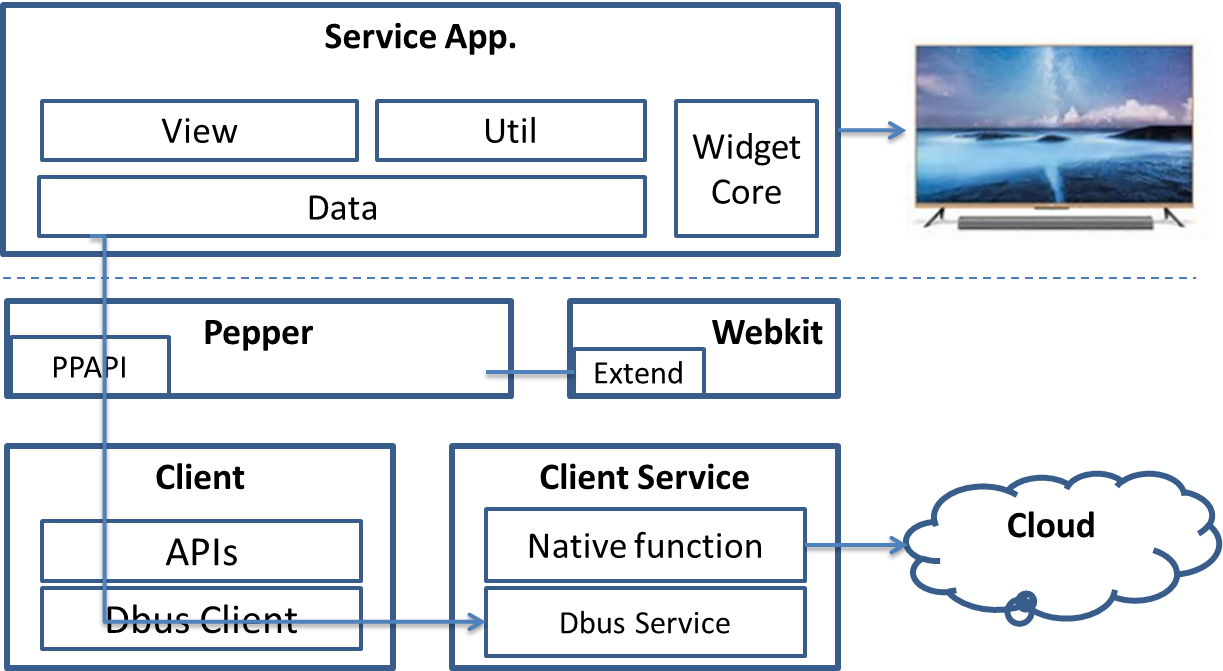 Service App.
View
Util
Widget
Core
Data
Pepper
Webkit
PPAPI
Extend
Client
Client Service
APIs
Native function
Cloud
Dbus Client
Dbus Service